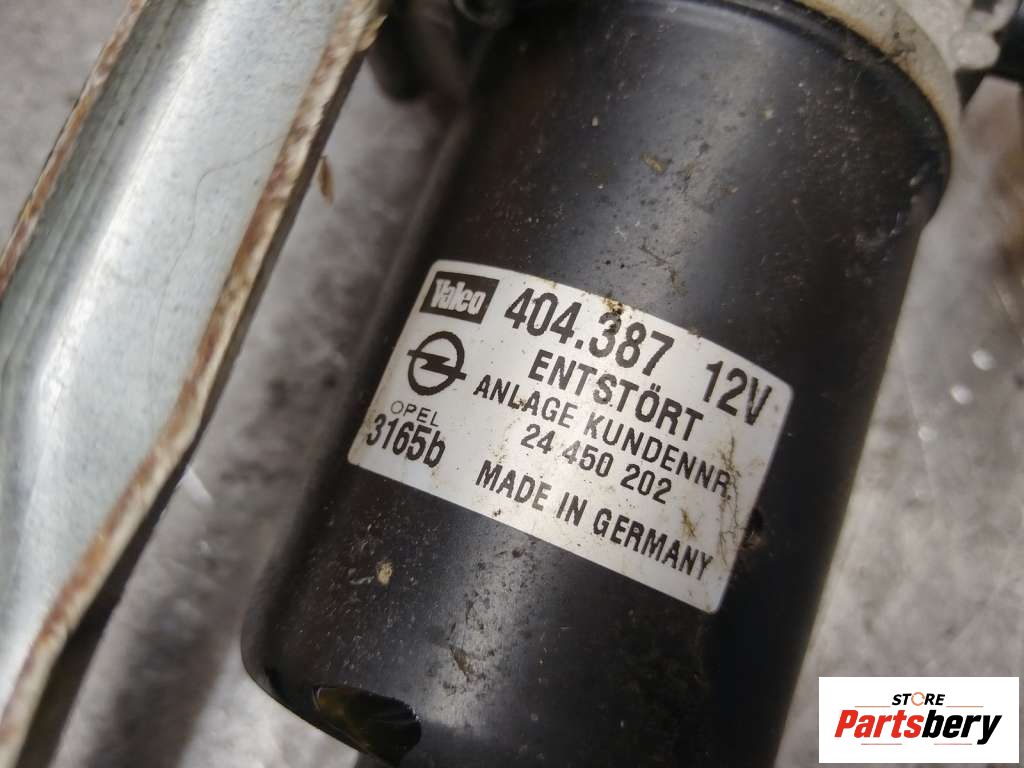 Valeo 404.387 12V
ENTSTÖRT
ANLAGE KUNDENNR.
OPEL 24 450 202
3165b MADE IN GERMANY
STORE
Partsbery